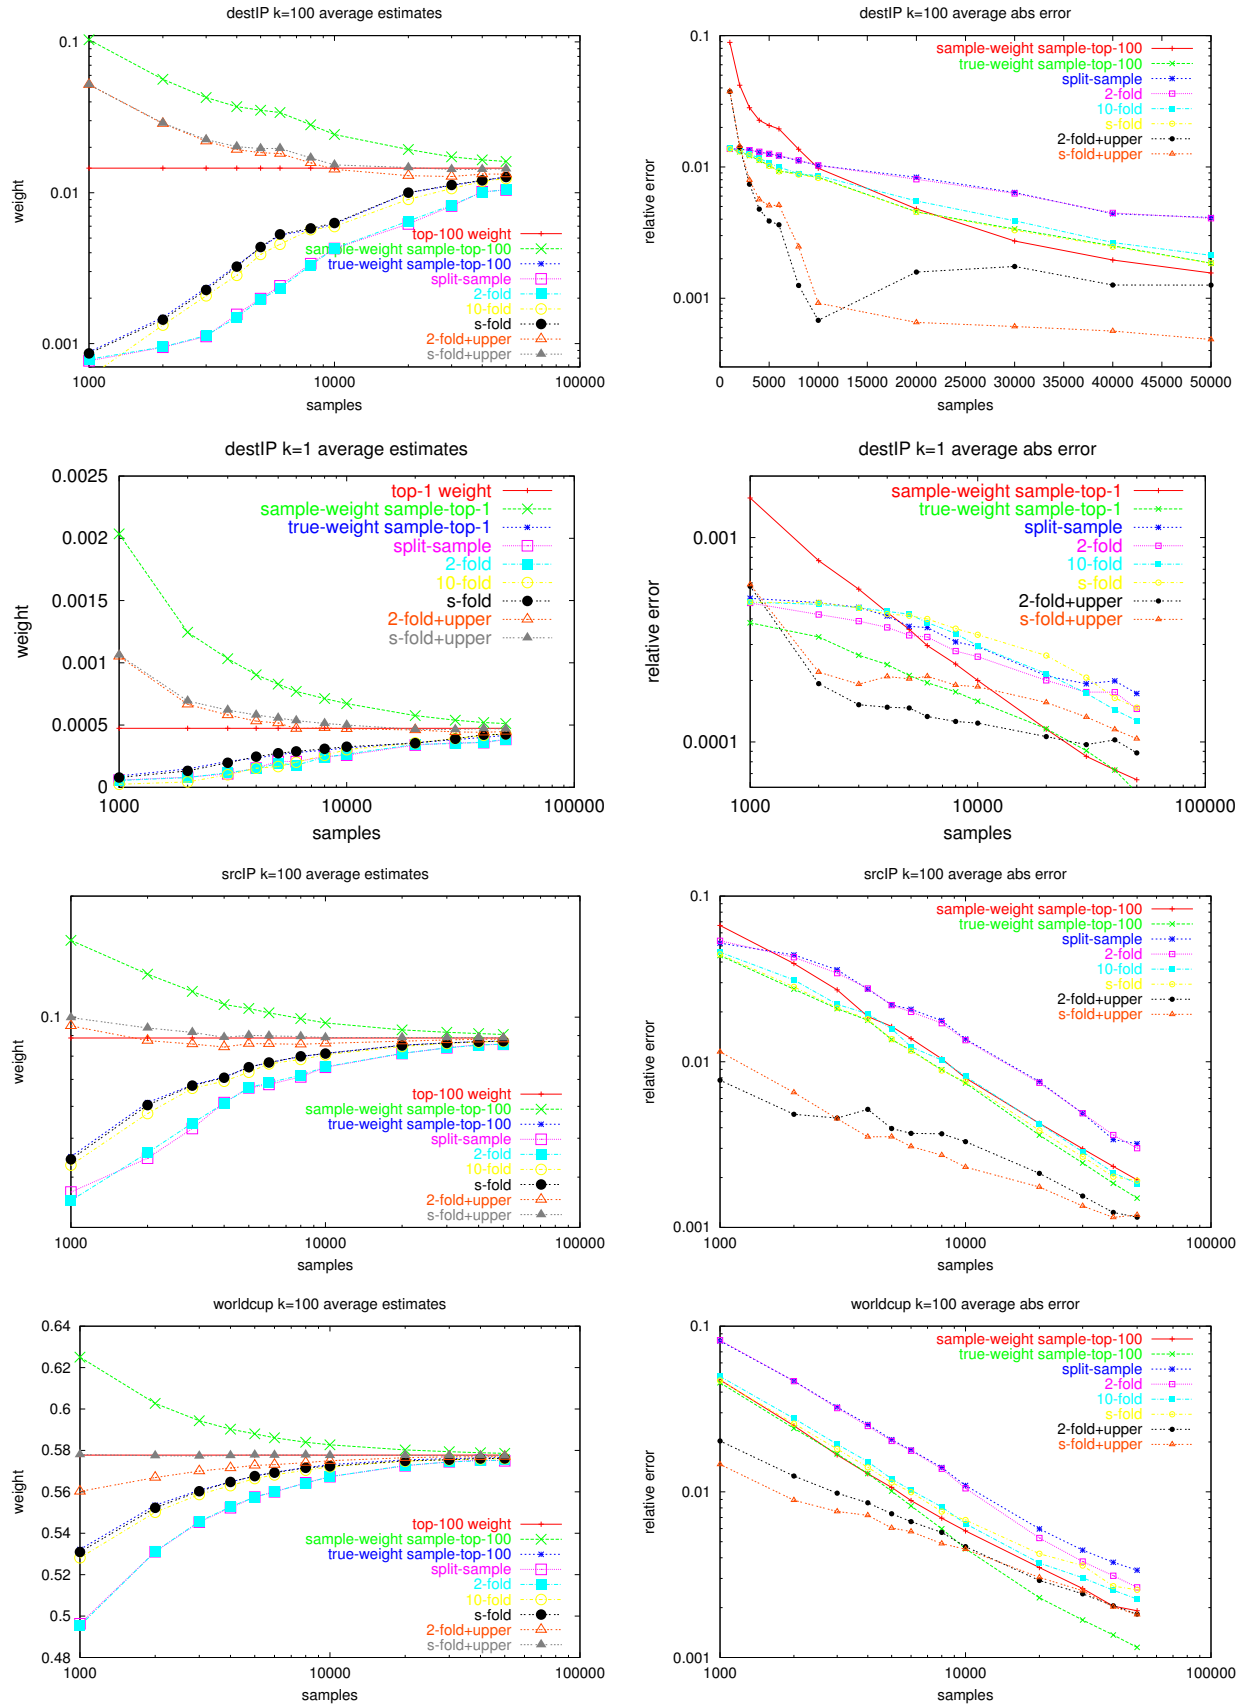 destIP k=100 average estimates
0.1
0.01
0.001
weight
top-100 weight
sample-weight sample-top-100
true-weight sample-top-100
split-sample
2-fold
10-fold
s-fold
2-fold+upper
s-fold+upper
1000
10000
100000
samples
destIP k=100 average abs error
0.1
0.01
0.001
relative error
sample-weight sample-top-100
true-weight sample-top-100
split-sample
2-fold
10-fold
s-fold
2-fold+upper
s-fold+upper
0 5000 10000 15000 20000 25000 30000 35000 40000 45000 50000
samples
destIP k=1 average estimates
0.0025
0.002
0.0015
0.001
0.0005
0
weight
top-1 weight
sample-weight sample-top-1
true-weight sample-top-1
split-sample
2-fold
10-fold
s-fold
2-fold+upper
s-fold+upper
1000
10000
100000
samples
destIP k=1 average abs error
0.001
0.0001
relative error
sample-weight sample-top-1
true-weight sample-top-1
split-sample
2-fold
10-fold
s-fold
2-fold+upper
s-fold+upper
1000
10000
100000
samples
srcIP k=100 average estimates
0.1
weight
top-100 weight
sample-weight sample-top-100
true-weight sample-top-100
split-sample
2-fold
10-fold
s-fold
2-fold+upper
s-fold+upper
1000
10000
100000
samples
srcIP k=100 average abs error
0.1
0.01
0.001
relative error
sample-weight sample-top-100
true-weight sample-top-100
split-sample
2-fold
10-fold
s-fold
2-fold+upper
s-fold+upper
1000
10000
100000
samples
worldcup k=100 average estimates
0.64
0.62
0.6
0.58
0.56
0.54
0.52
0.5
0.48
weight
top-100 weight
sample-weight sample-top-100
true-weight sample-top-100
split-sample
2-fold
10-fold
s-fold
2-fold+upper
s-fold+upper
1000
10000
100000
samples
worldcup k=100 average abs error
0.1
0.01
0.001
relative error
sample-weight sample-top-100
true-weight sample-top-100
split-sample
2-fold
10-fold
s-fold
2-fold+upper
s-fold+upper
1000
10000
100000
samples